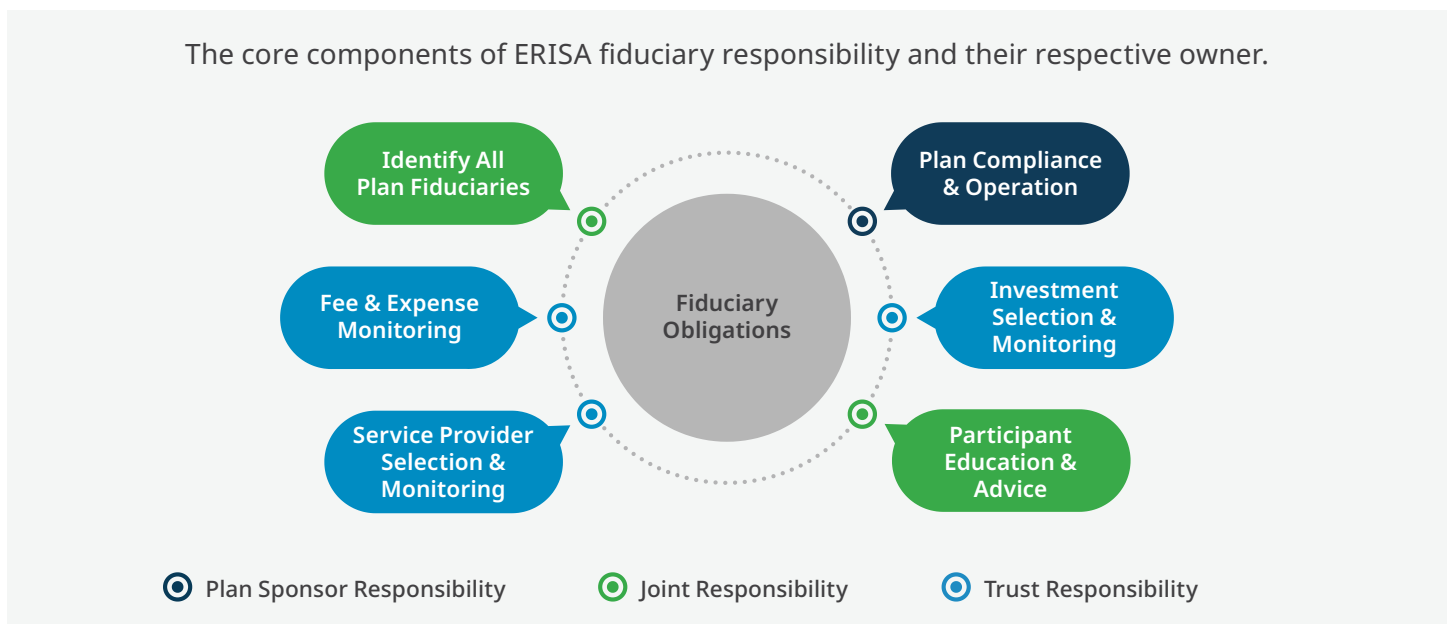 The core components of ERISA fiduciary responsibility and their respective owner.
Identify All
Plan Fiduciaries
Plan Compliance
& Operation
Fee & Expense
Monitoring
Fiduciary
Obligations
Investment
Selection &
Monitoring
Service Provider
Selection &
Monitoring
Participant
Education &
Advice
Plan Sponsor Responsibility
Joint Responsibility
Trust Responsibility